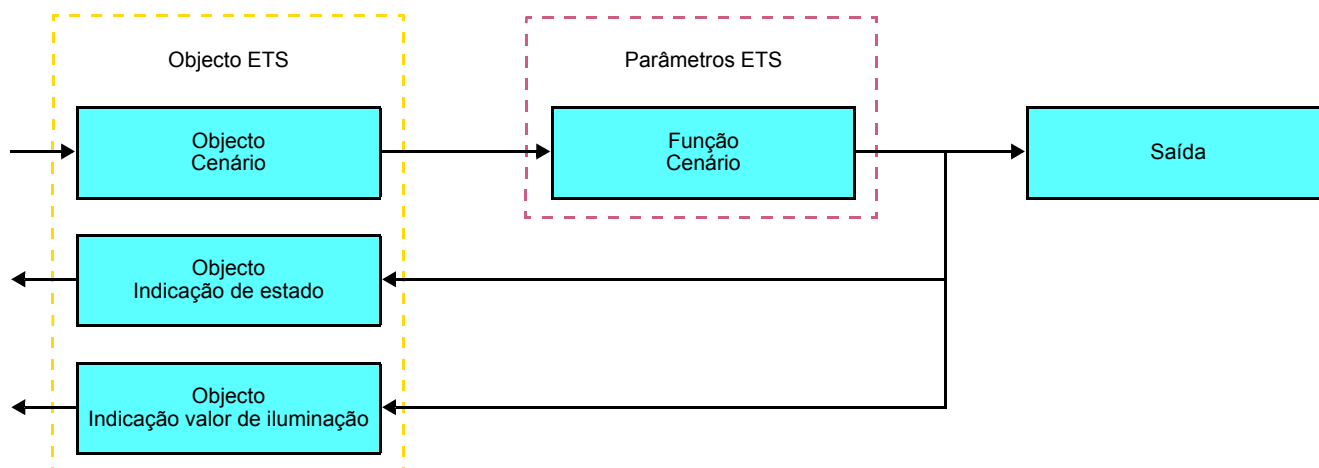 Objecto ETS
Parâmetros ETS
Objecto
Cenário
Função
Cenário
Saída
Objecto
Indicação de estado
Objecto
Indicação valor de iluminação